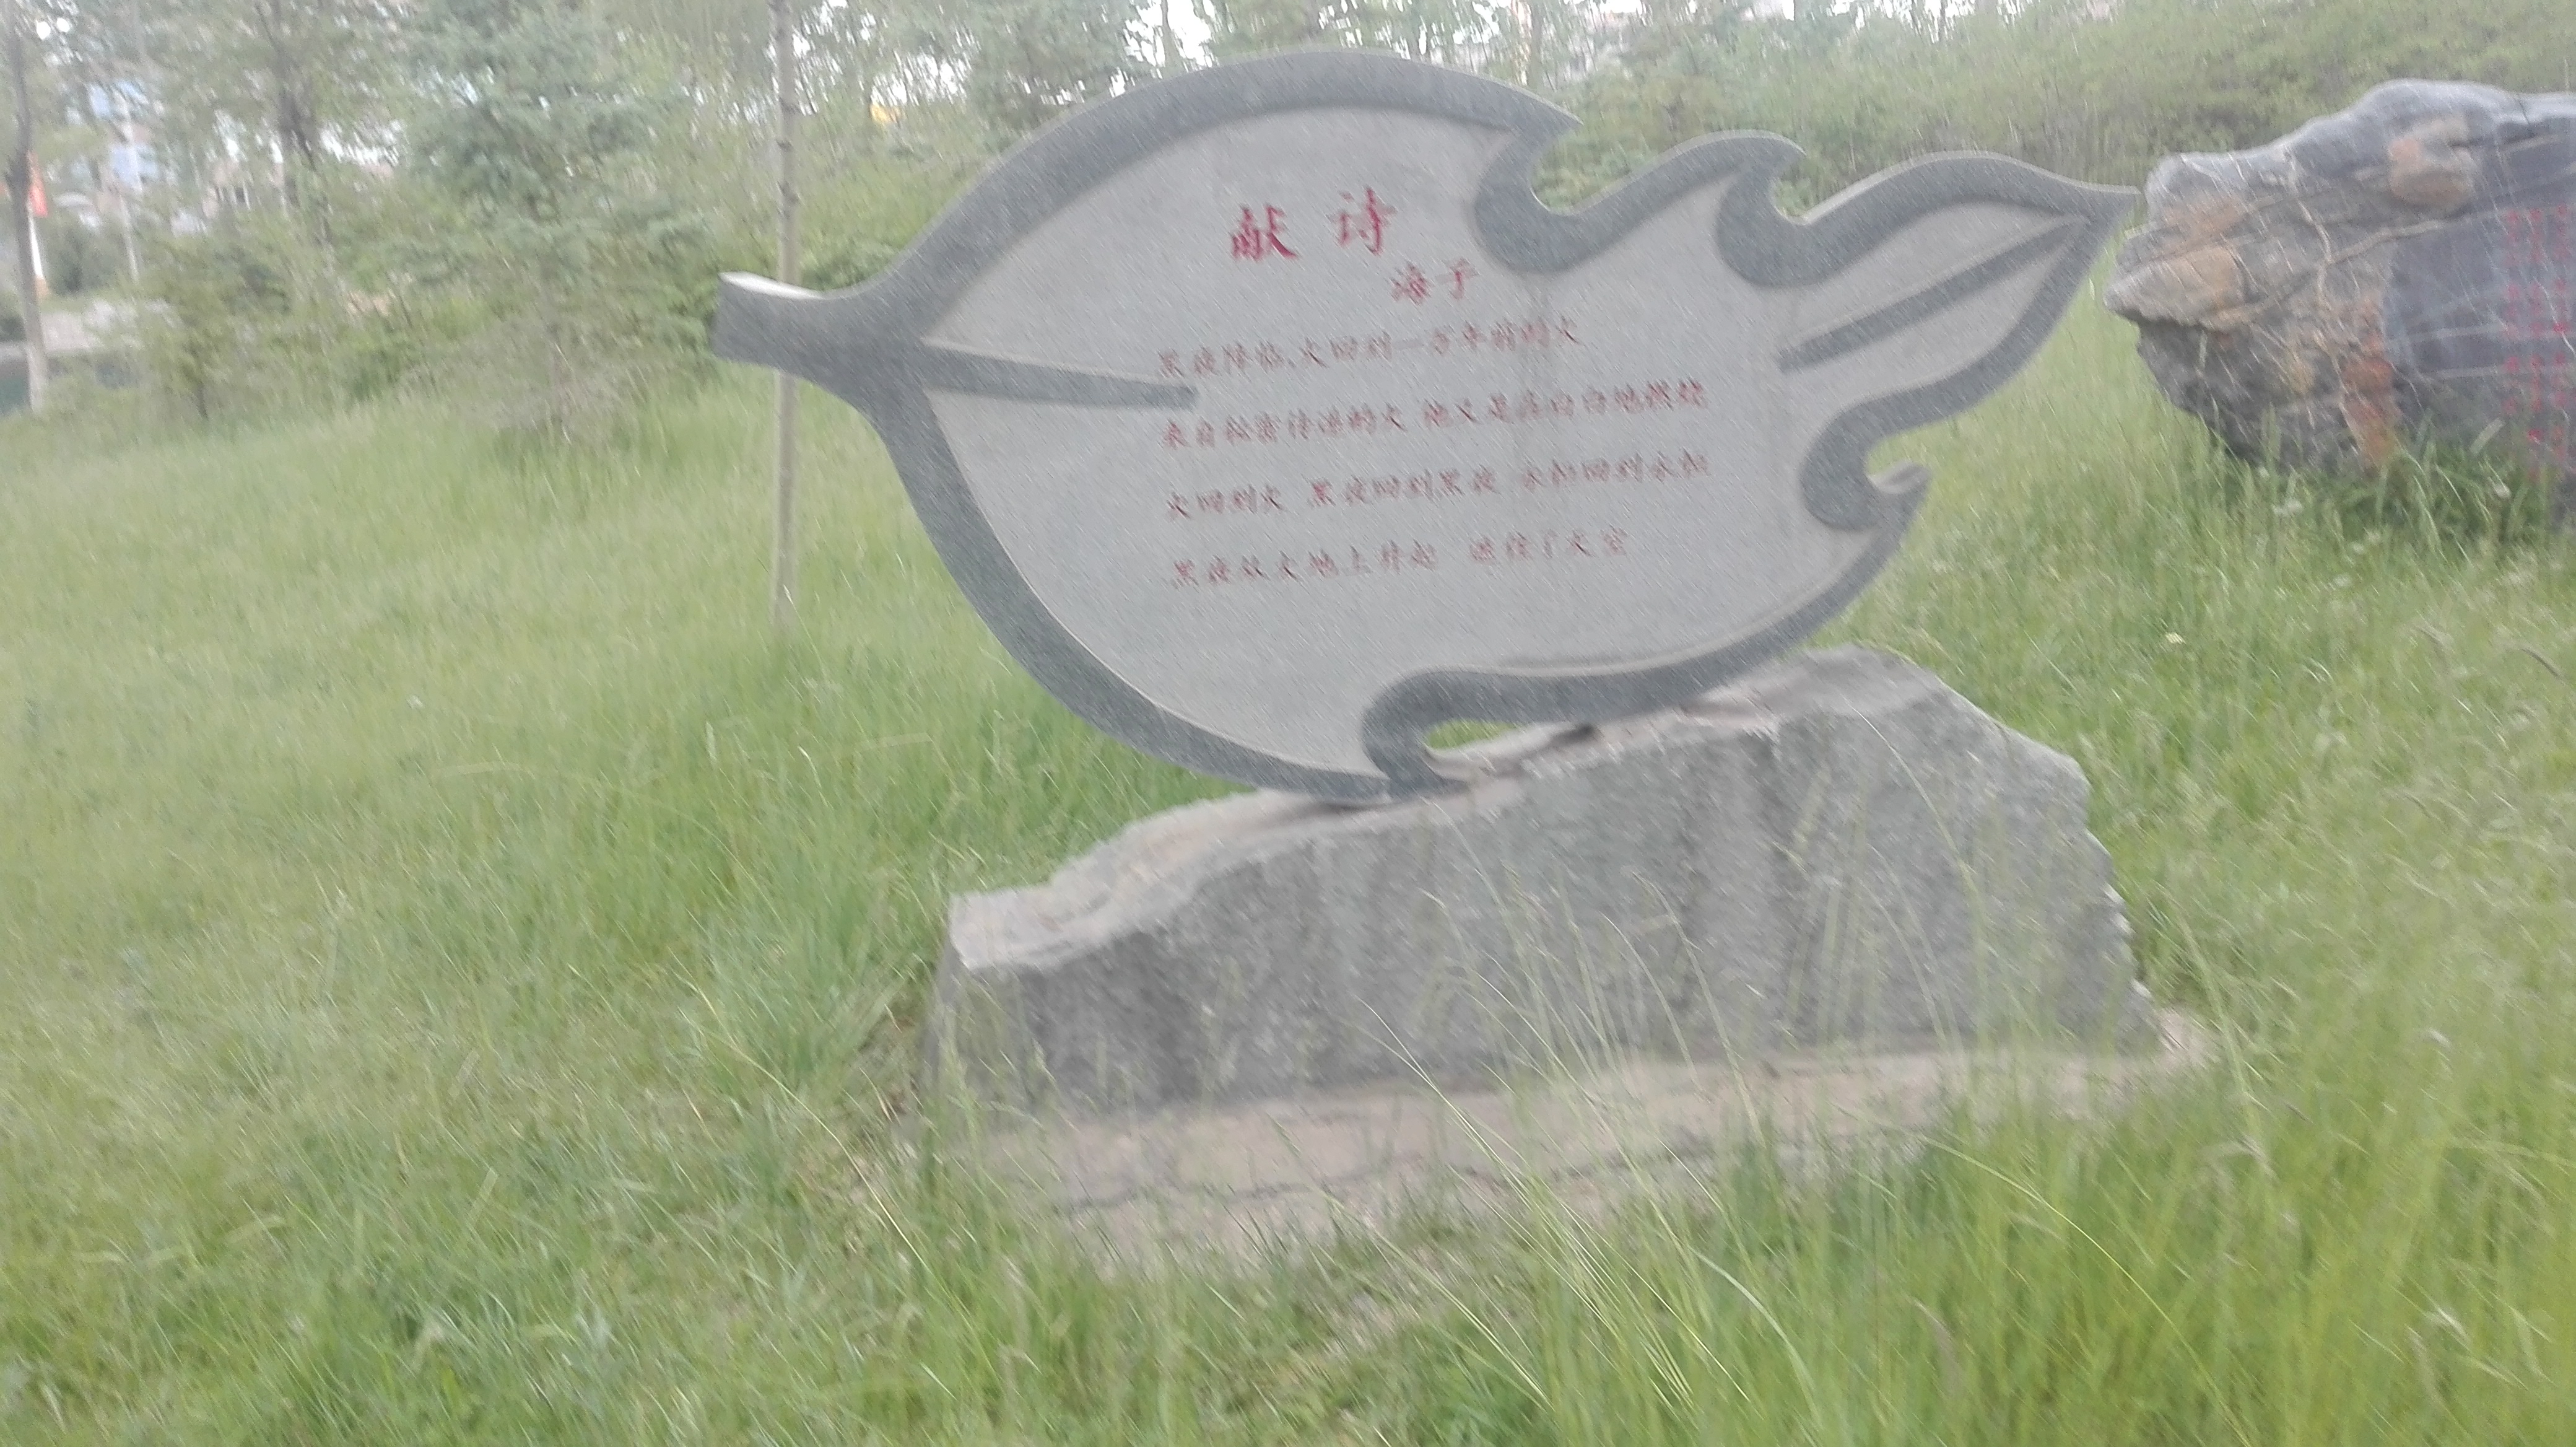 献诗
海子
黑夜降临,火回到一万年前的火
来自秘密传递的火 他又是在白白地燃烧
火回到火 黑夜回到黑夜 永恒回到永恒
黑夜从大地上升起 遮住了天空